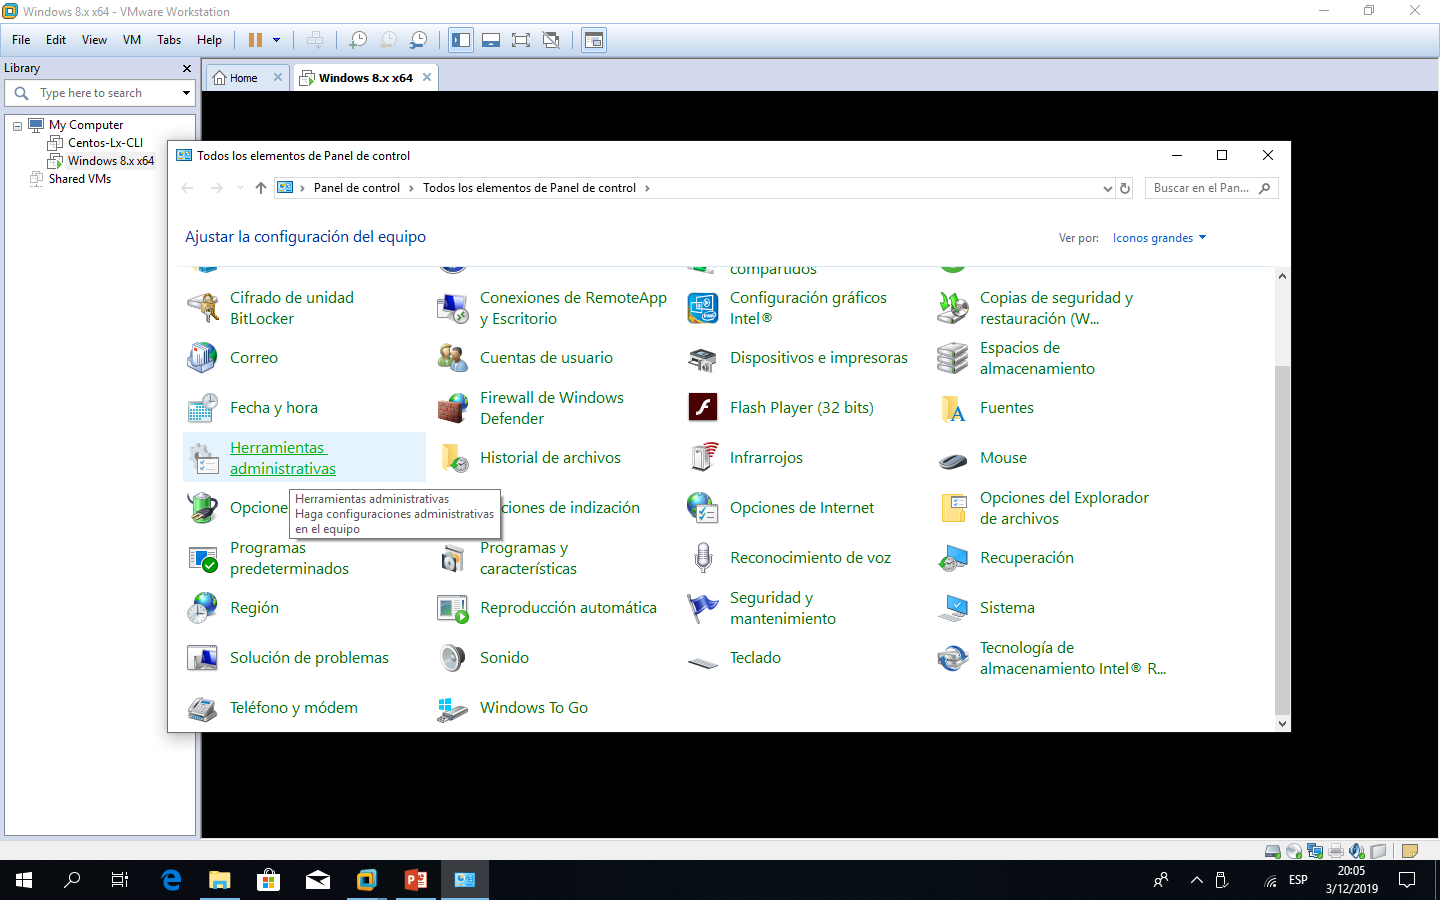 Windows 8.x x64 - VMware Workstation
File Edit View VM Tabs Help
Library
Type here to search
My Computer
Centos-Lx-CLI
Windows 8.x x64
Shared VMs
Home
Windows 8.x x64
Todos los elementos de Panel de control
Panel de control > Todos los elementos de Panel de control >
Buscar en el Pan...
Ajustar la configuración del equipo
Ver por: Iconos grandes
compartidos
Cifrado de unidad
BitLocker
Conexiones de RemoteApp
y Escritorio
Configuración gráficos
Intel®
Copias de seguridad y
restauración (W...
Correo
Cuentas de usuario
Dispositivos e impresoras
Espacios de
almacenamiento
Fecha y hora
Firewall de Windows
Defender
Flash Player (32 bits)
Fuentes
Herramientas
administrativas
Historial de archivos
Infrarrojos
Mouse
Herramientas administrativas
Haga configuraciones administrativas
en el equipo
Opcione
ciones de indización
Opciones de Internet
Opciones del Explorador
de archivos
Programas
predeterminados
Programas y
características
Reconocimiento de voz
Recuperación
Región
Reproducción automática
Seguridad y
mantenimiento
Sistema
Solución de problemas
Sonido
Teclado
Tecnología de
almacenamiento Intel® R...
Teléfono y módem
Windows To Go
ESP
20:05
3/12/2019